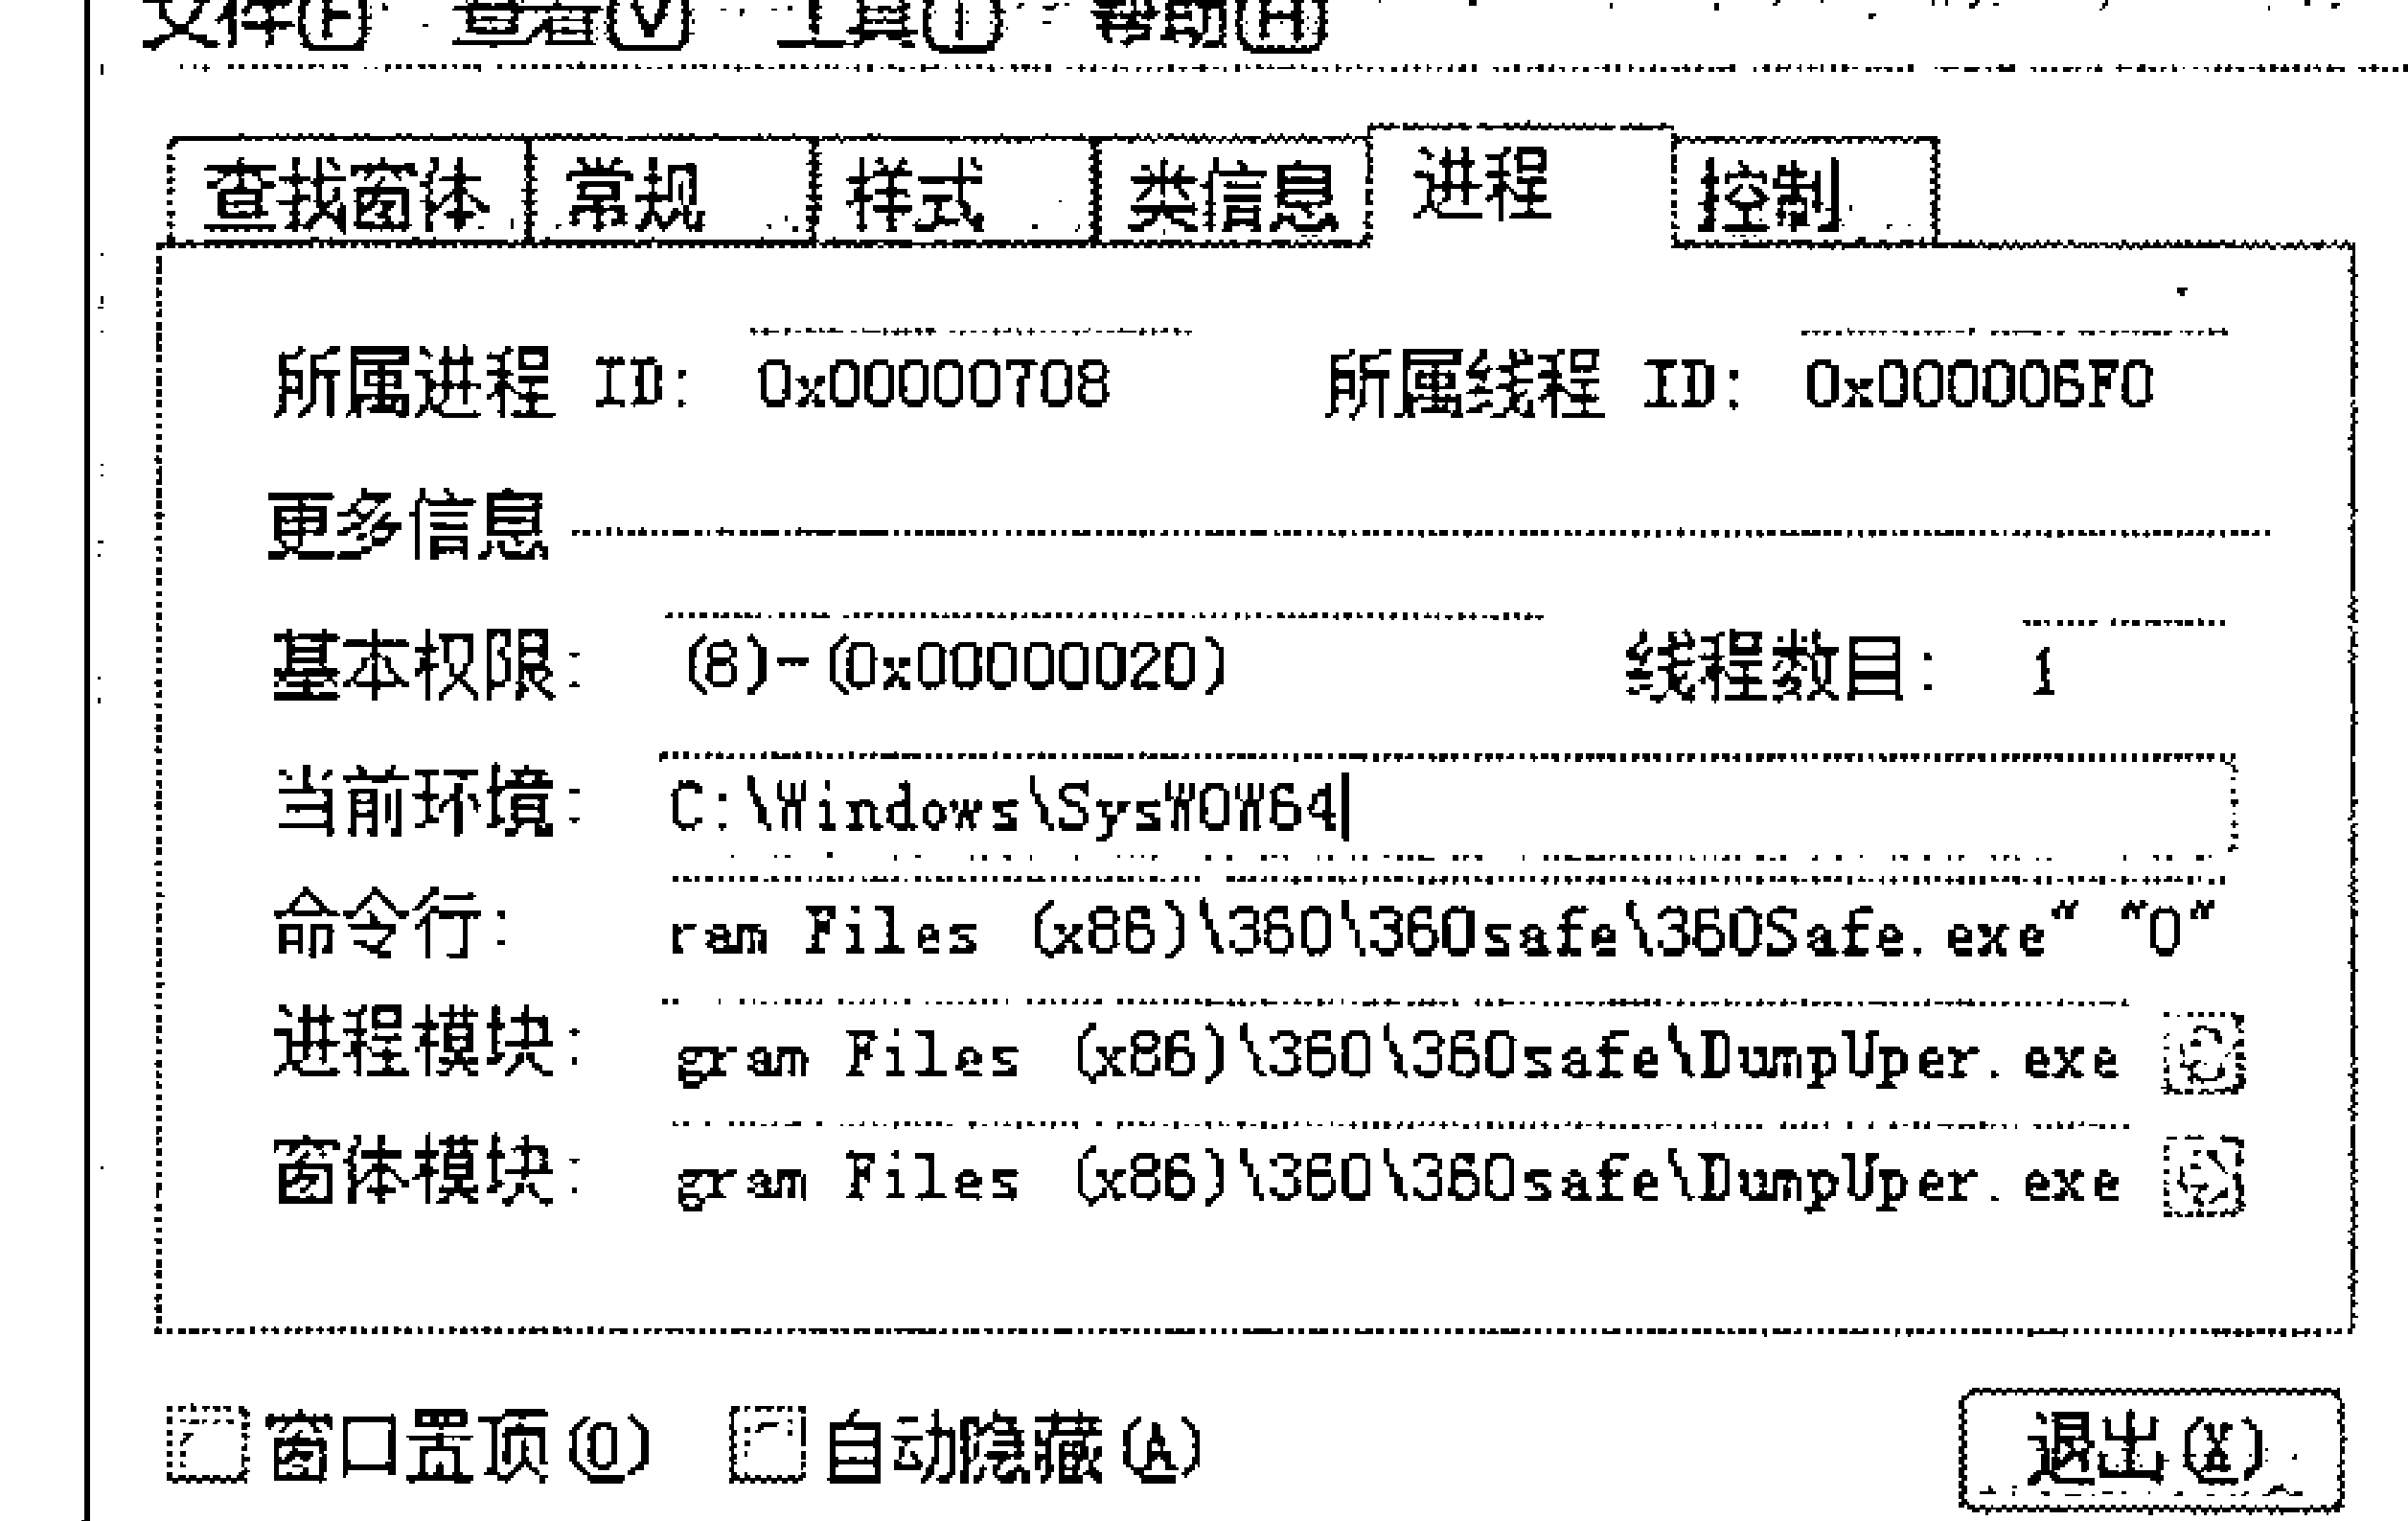 文件(F) 查看(V) 工具(T) 帮助(H)
查找窗体 常规 样式 类信息 进程 控制
所属进程 ID: 0x00000708 所属线程 ID: 0x000006F0
更多信息
基本权限: (8)-(0x00000020) 线程数目: 1
当前环境: C:\Windows\SysWOW64
命令行: ram Files (x86)\360\360safe\360Safe.exe" "0"
进程模块: gram Files (x86)\360\360safe\DumpUper.exe
窗体模块: gram Files (x86)\360\360safe\DumpUper.exe
窗口置顶(O) 自动隐藏(A) 退出(X)